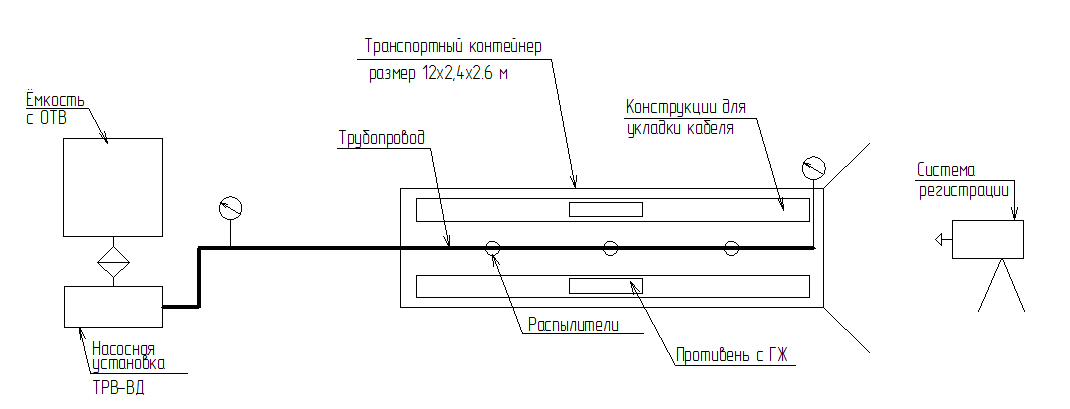 Транспортный контейнер
размер 12х2,4х2.6 м
Ёмкость
с ОТВ
Конструкции для
укладки кабеля
Трубопровод
Система
регистрации
Распылители
Противень с ГЖ
Насосная
установка
ТРВ-ВД